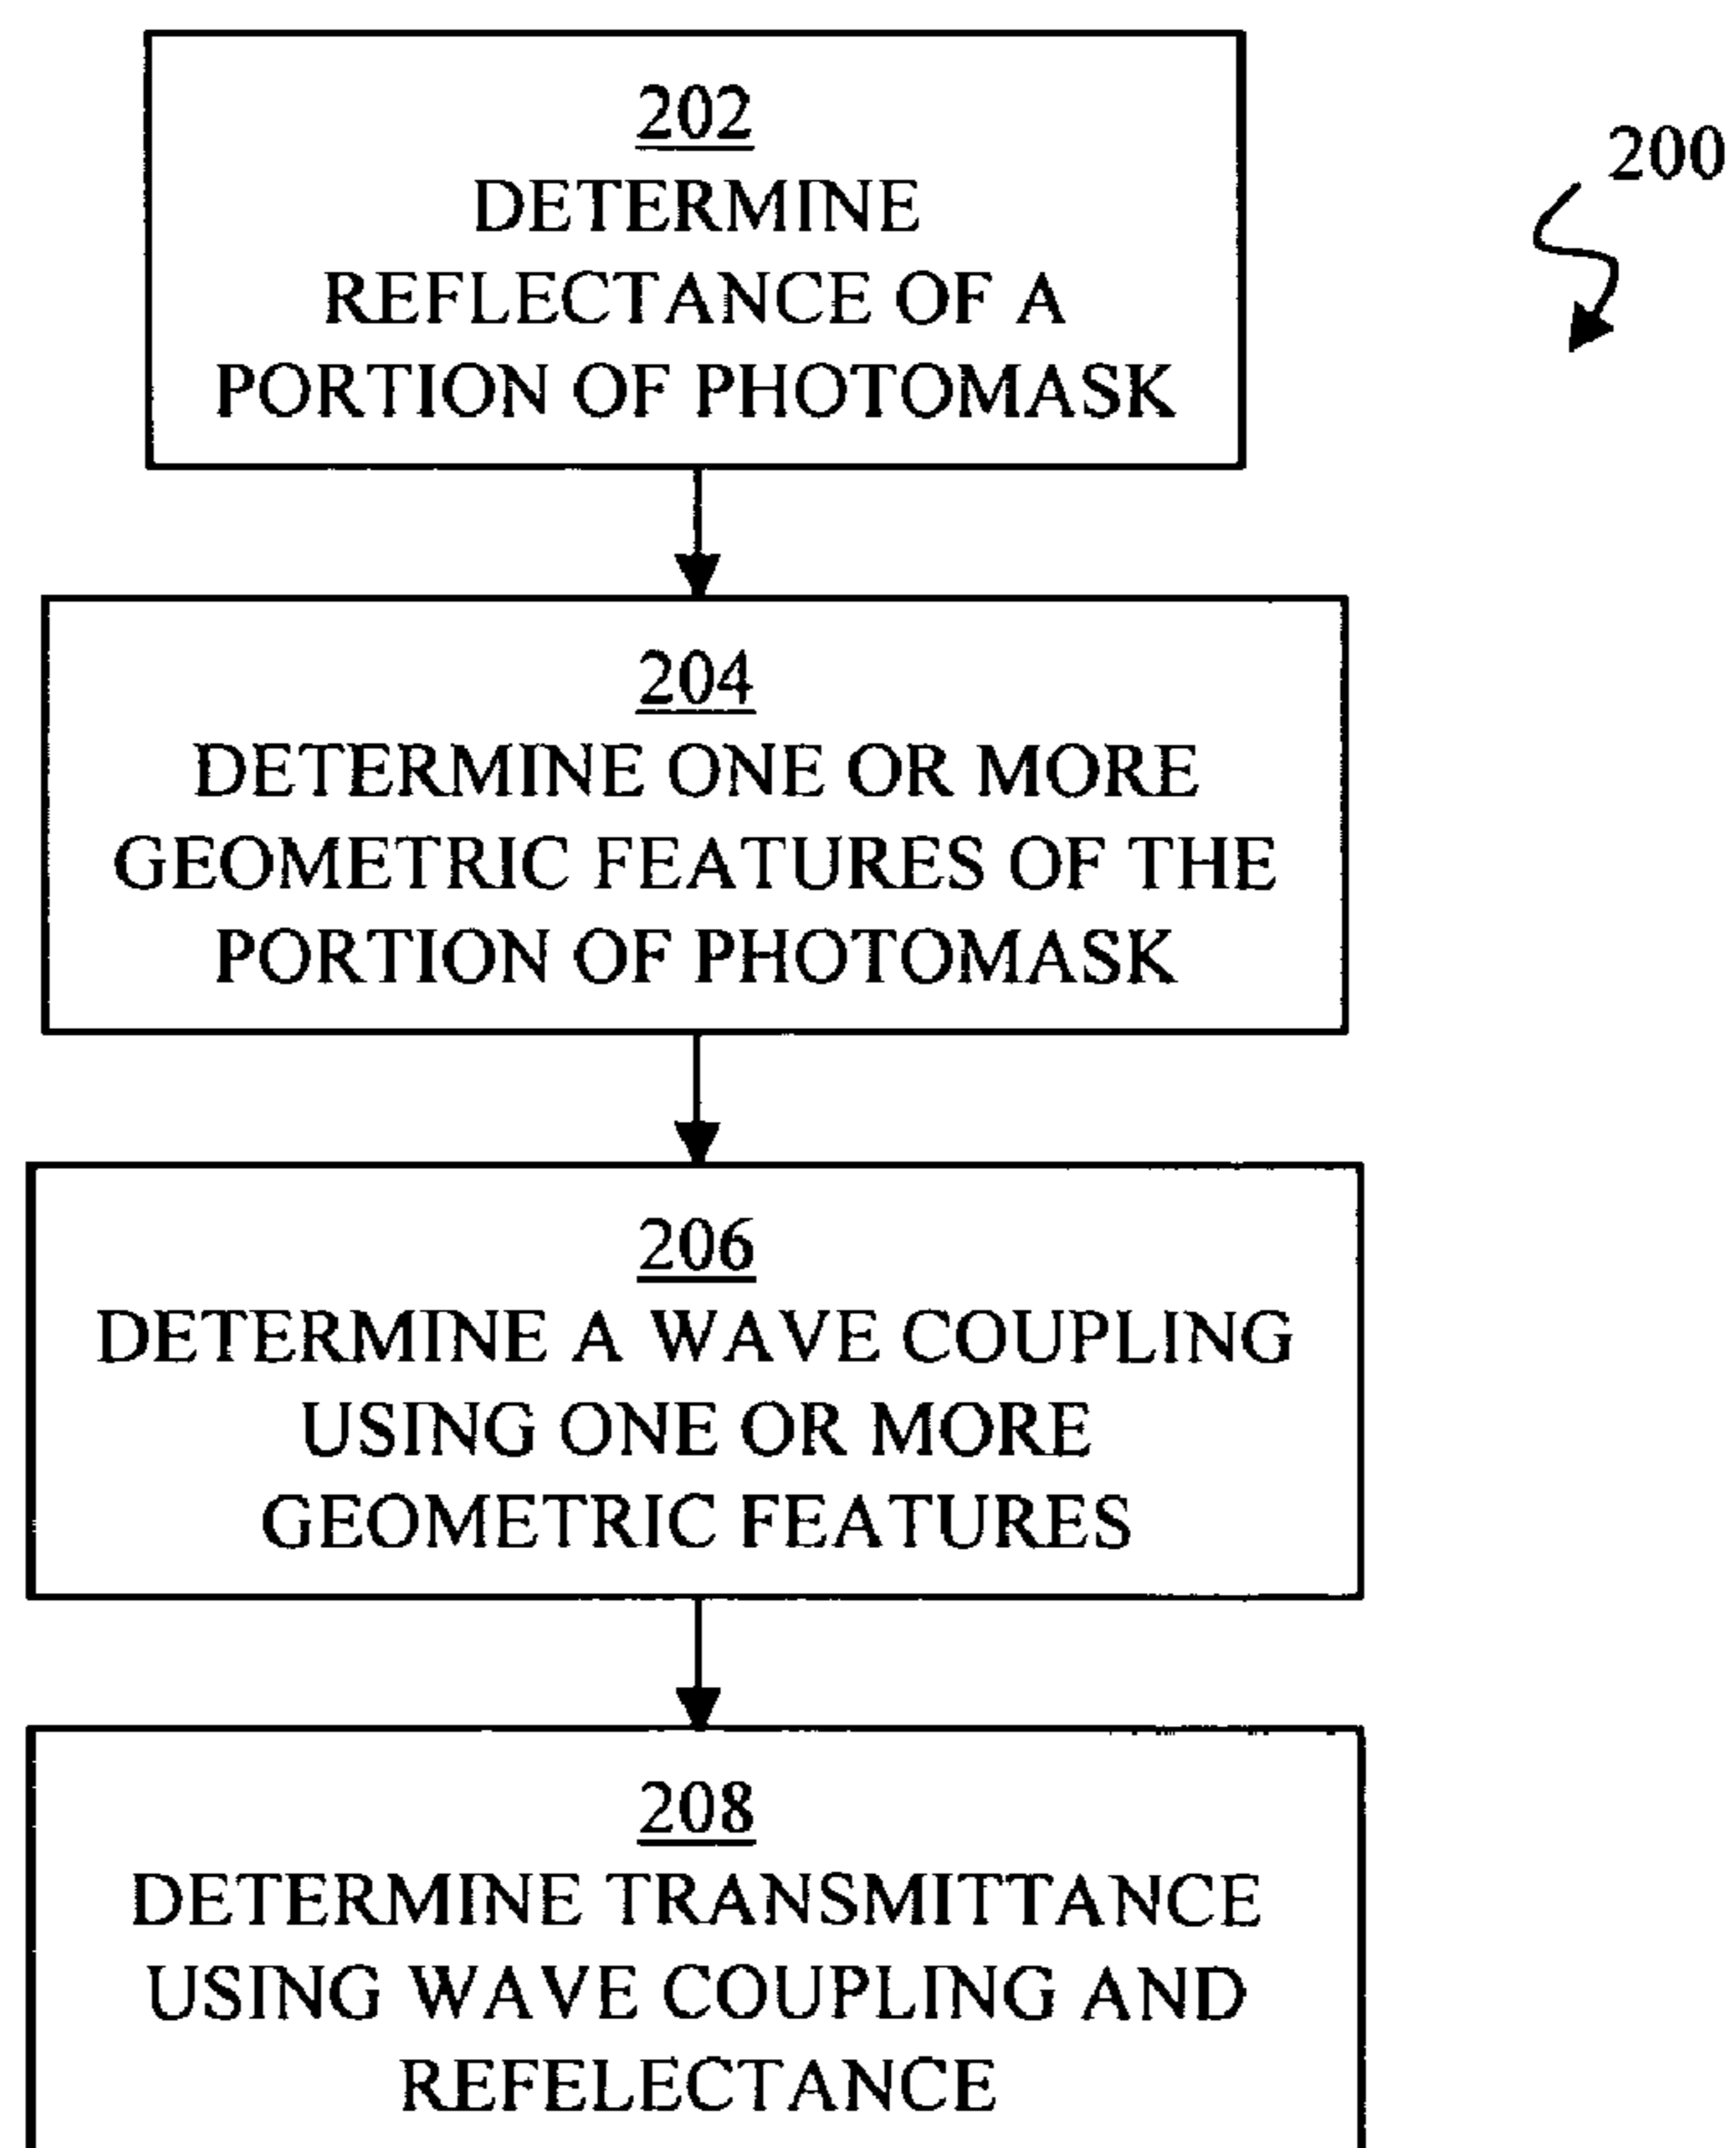 202
DETERMINE
REFLECTANCE OF A
PORTION OF PHOTOMASK
200
204
DETERMINE ONE OR MORE
GEOMETRIC FEATURES OF THE
PORTION OF PHOTOMASK
206
DETERMINE A WAVE COUPLING
USING ONE OR MORE
GEOMETRIC FEATURES
208
DETERMINE TRANSMITTANCE
USING WAVE COUPLING AND
REFELECTANCE